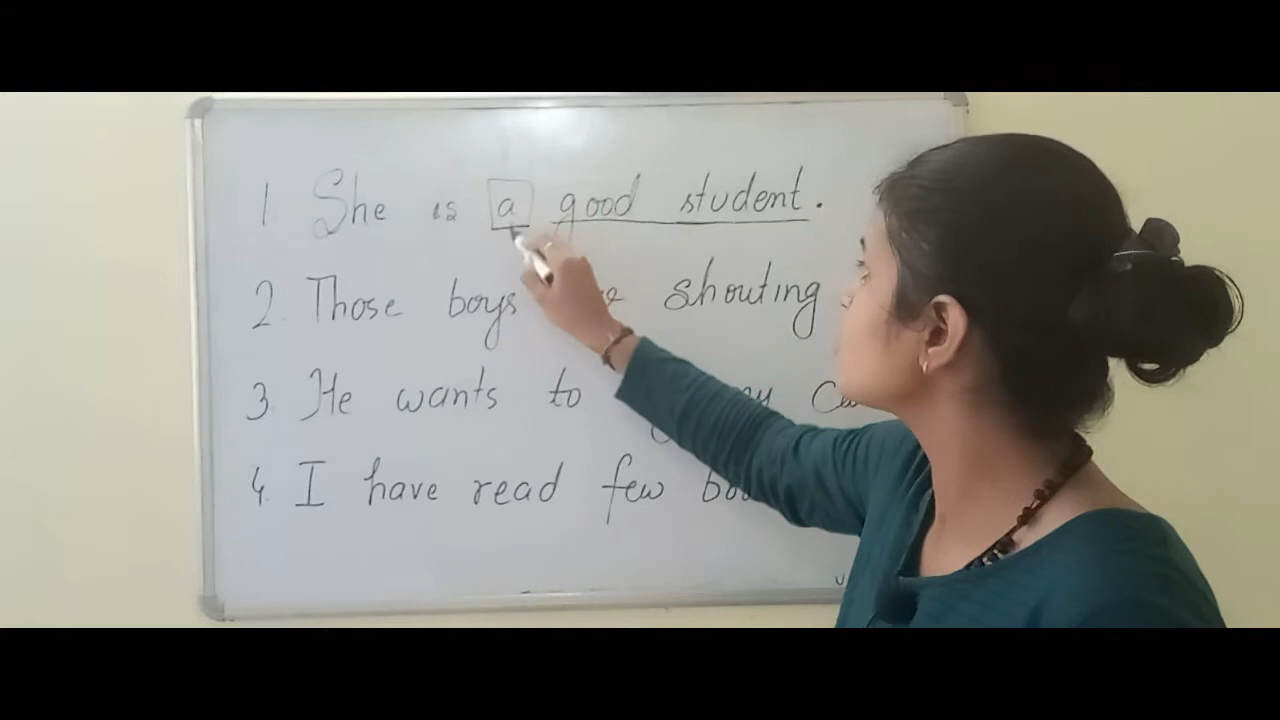 1. She is a good student.
2. Those boys shouting
3. He wants to
4. I have read few